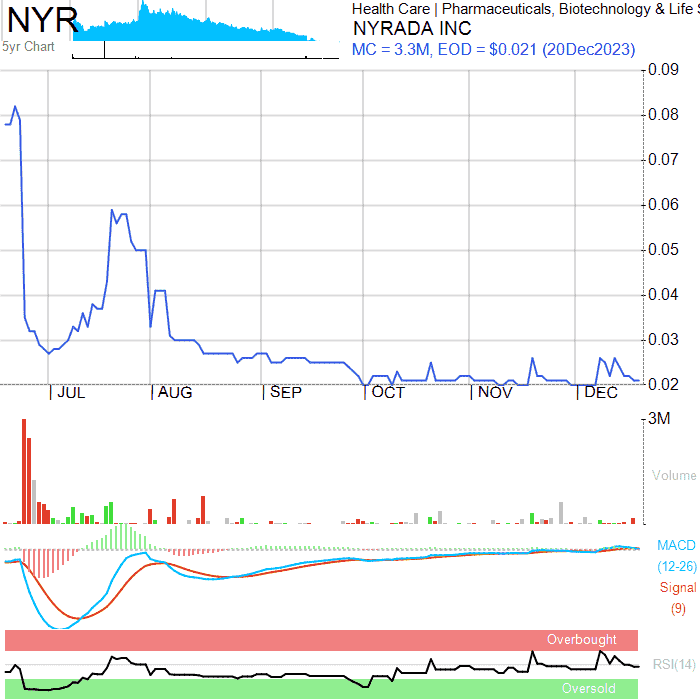 NYR
Health Care | Pharmaceuticals, Biotechnology & Life S
NYRADA INC
5yr Chart
MC = 3.3M, EOD = $0.021 (20Dec2023)
0.09
0.08
0.07
0.06
0.05
0.04
0.03
0.02
| JUL | AUG | SEP | OCT | NOV | DEC
3M
Volume
MACD
(12-26)
Signal
(9)
Overbought
RSI(14)
Oversold